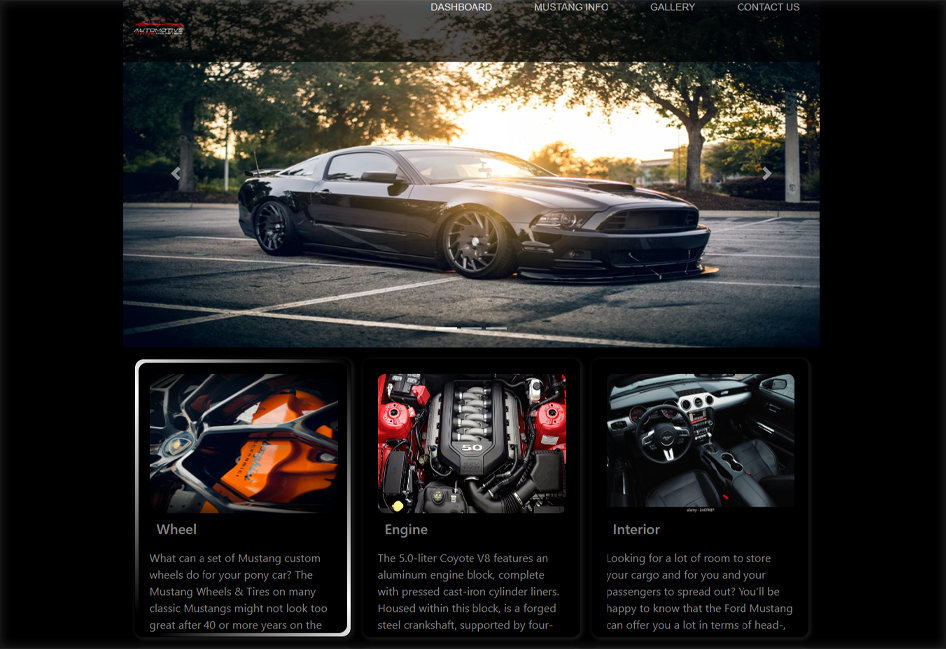 DASHBOARD MUSTANG INFO GALLERY CONTACT US
AUTOMOTIVE
5.0
Wheel
What can a set of Mustang custom
wheels do for your pony car? The
Mustang Wheels & Tires on many
classic Mustangs might not look too
great after 40 or more years on the
Engine
The 5.0-liter Coyote V8 features an
aluminum engine block, complete
with pressed cast-iron cylinder liners.
Housed within this block, is a forged
steel crankshaft, supported by four-
Interior
Looking for a lot of room to store
your cargo and for you and your
passengers to spread out? You'll be
happy to know that the Ford Mustang
can offer you a lot in terms of head-,